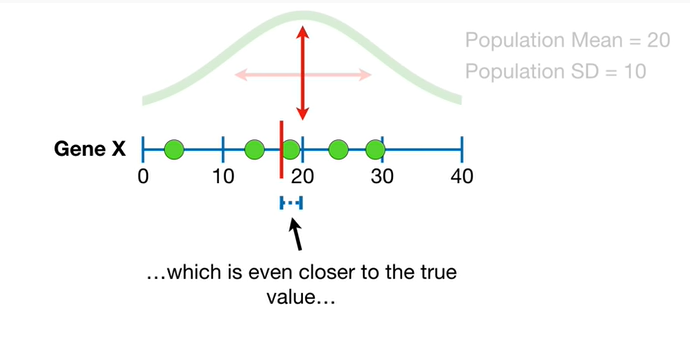 Population Mean = 20
Population SD = 10
Gene X
0 10 20 30 40
...which is even closer to the true
value...